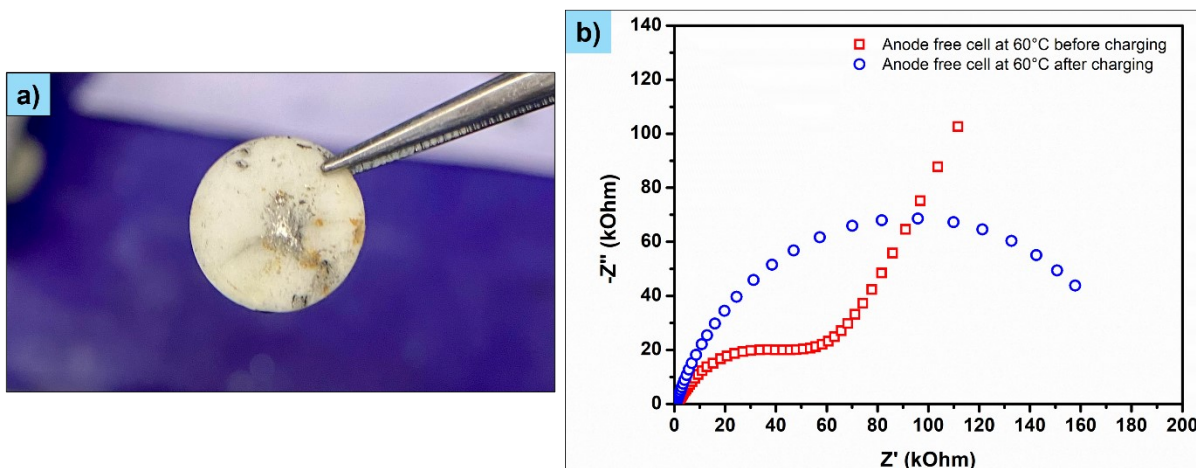 a)
b)
Anode free cell at 60°C before charging
Anode free cell at 60°C after charging
-Z'' (kOhm)
140
120
100
80
60
40
20
0
0 20 40 60 80 100 120 140 160 180 200
Z' (kOhm)